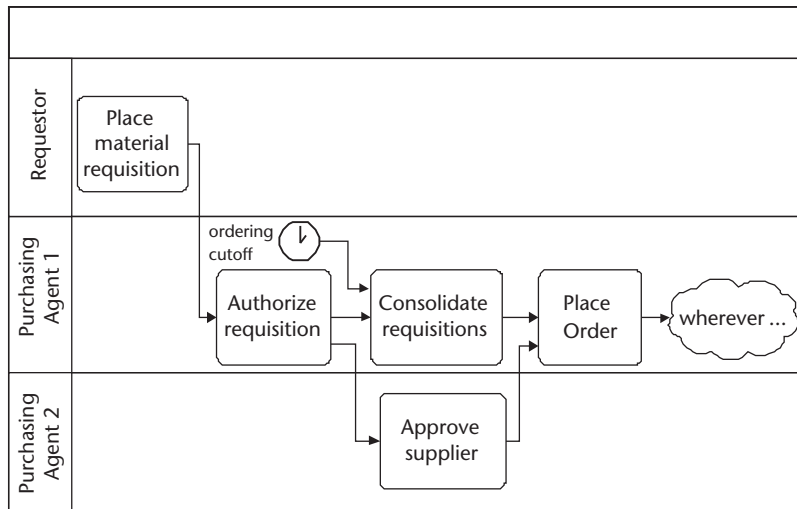 Requestor
Place
material
requisition
Purchasing
Agent 1
ordering
cutoff
Authorize
requisition
Consolidate
requisitions
Place
Order
wherever ...
Purchasing
Agent 2
Approve
supplier